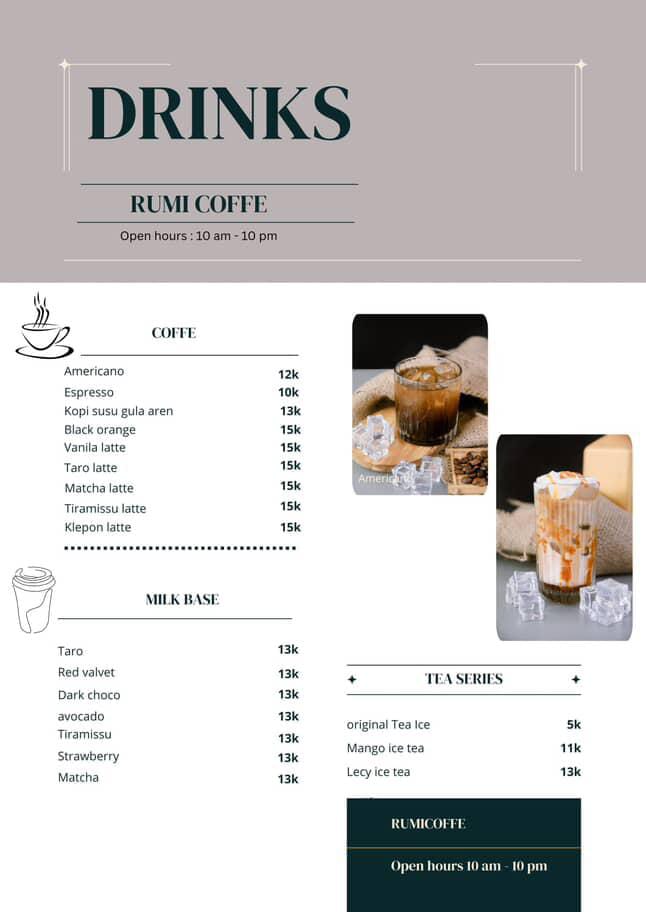 DRINKS
RUMI COFFE
Open hours : 10 am - 10 pm
COFFE
Americano 12k
Espresso 10k
Kopi susu gula aren 13k
Black orange 15k
Vanila latte 15k
Taro latte 15k
Matcha latte 15k
Tiramissu latte 15k
Klepon latte 15k
Americano
MILK BASE
Taro 13k
Red valvet 13k
Dark choco 13k
avocado 13k
Tiramissu 13k
Strawberry 13k
Matcha 13k
TEA SERIES
original Tea Ice 5k
Mango ice tea 11k
Lecy ice tea 13k
RUMICOFFE
Open hours 10 am - 10 pm